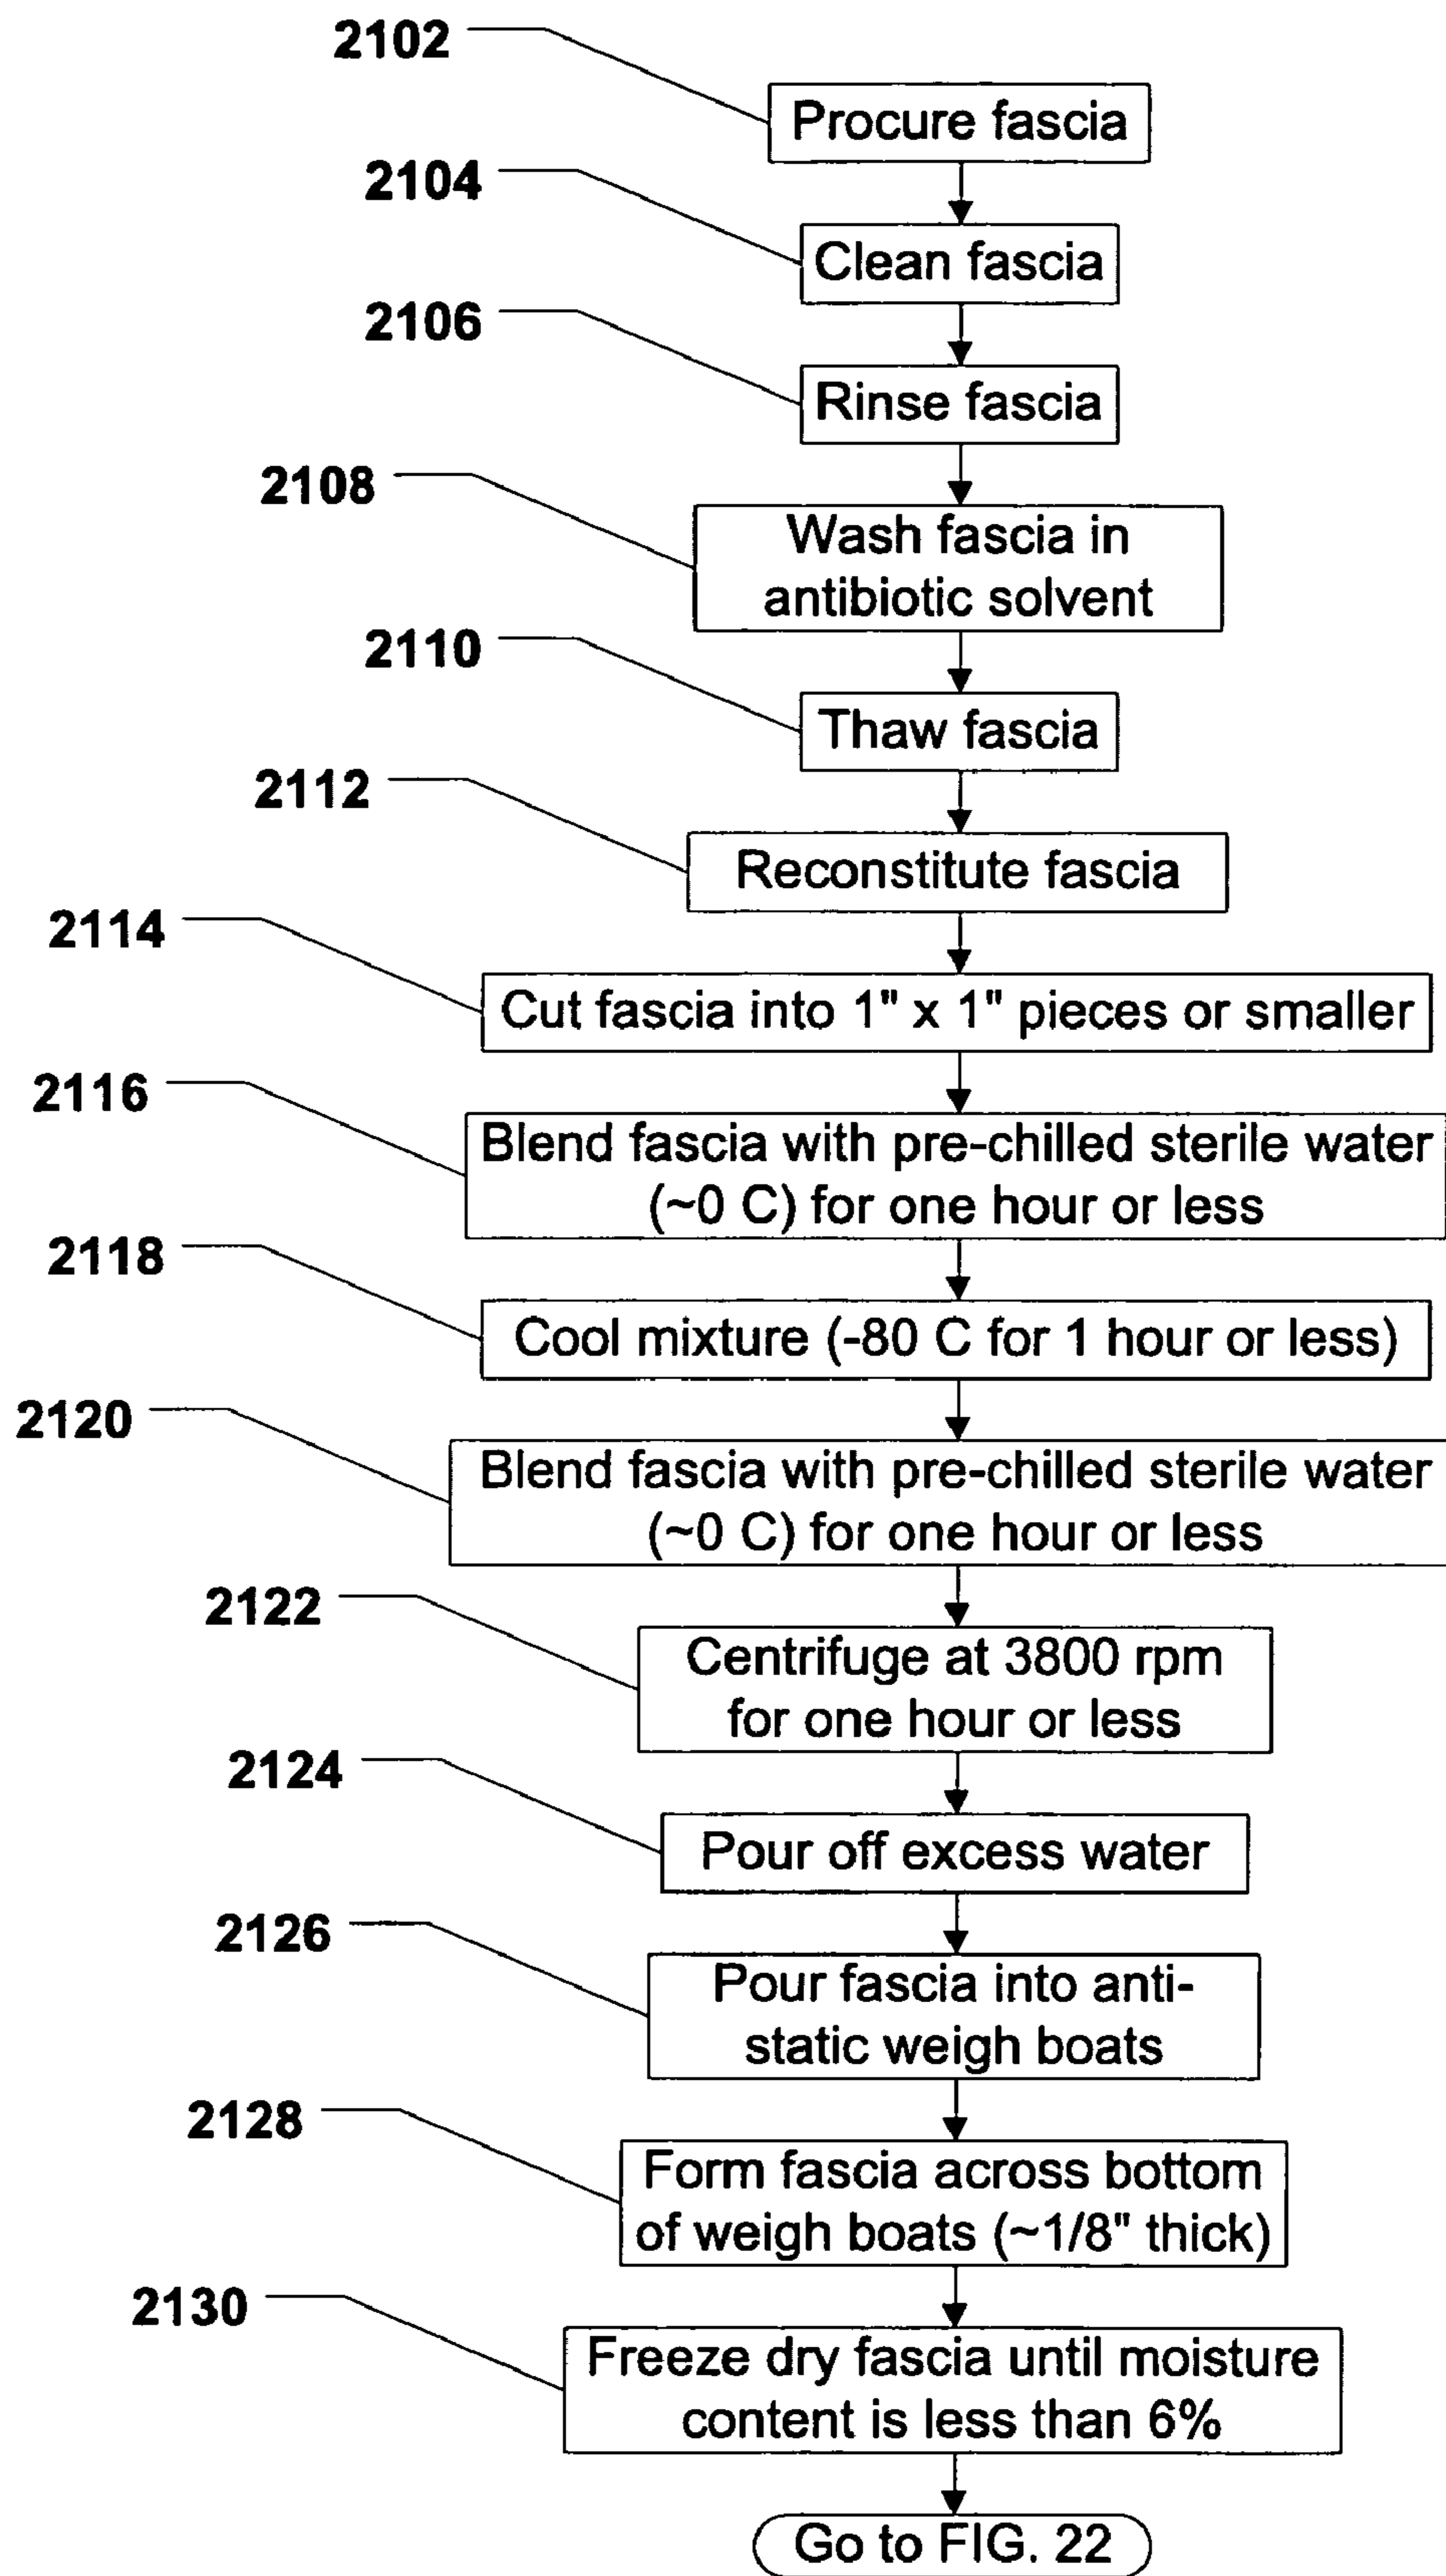 2102
Procure fascia
2104
Clean fascia
2106
Rinse fascia
2108
Wash fascia in
antibiotic solvent
2110
Thaw fascia
2112
Reconstitute fascia
2114
Cut fascia into 1" x 1" pieces or smaller
2116
Blend fascia with pre-chilled sterile water
(~0 C) for one hour or less
2118
Cool mixture (-80 C for 1 hour or less)
2120
Blend fascia with pre-chilled sterile water
(~0 C) for one hour or less
2122
Centrifuge at 3800 rpm
for one hour or less
2124
Pour off excess water
2126
Pour fascia into anti-
static weigh boats
2128
Form fascia across bottom
of weigh boats (~1/8" thick)
2130
Freeze dry fascia until moisture
content is less than 6%
Go to FIG. 22